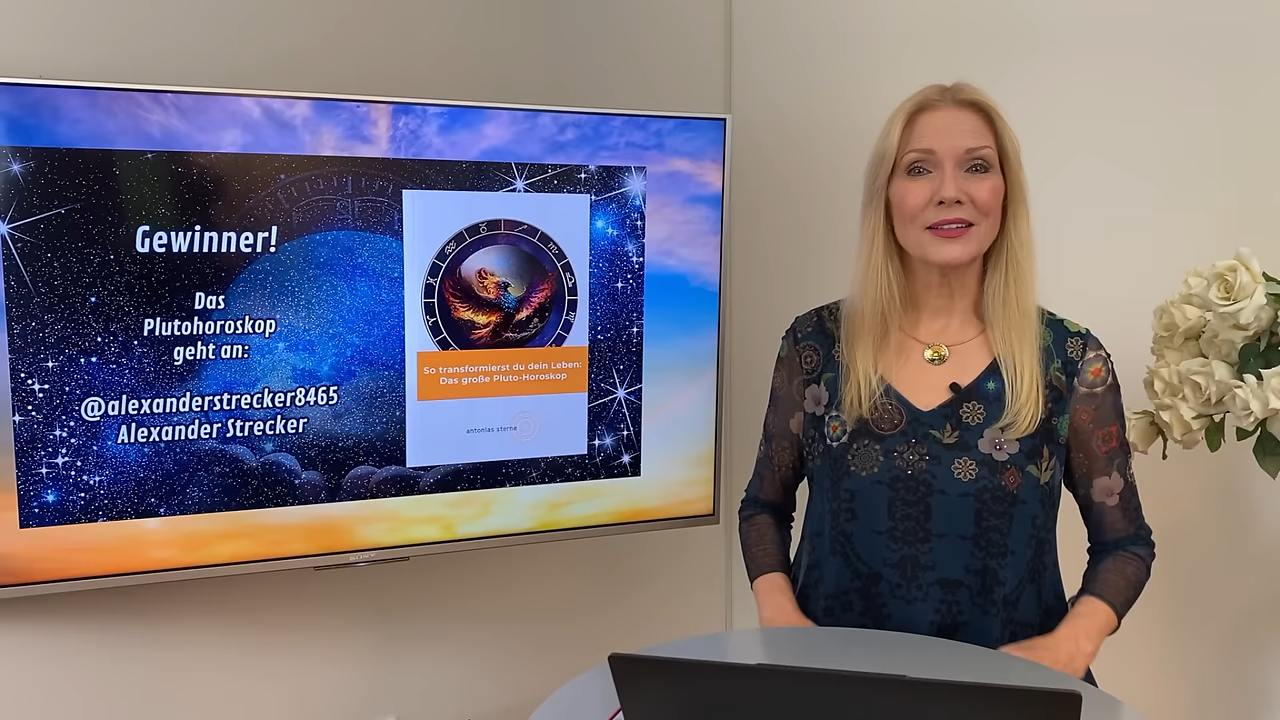 Gewinner!
Das
Plutohoroskop
geht an:
@alexanderstrecker8465
Alexander Strecker
So transformierst du dein Leben:
Das große Pluto-Horoskop
antonias sterne
SONY